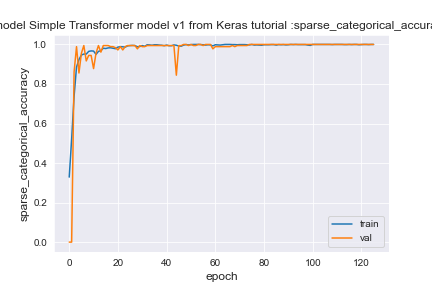 model Simple Transformer model v1 from Keras tutorial :sparse_categorical_accura
1.0
0.8
0.6
0.4
0.2
0.0
sparse_categorical_accuracy
0 20 40 60 80 100 120
epoch
train
val